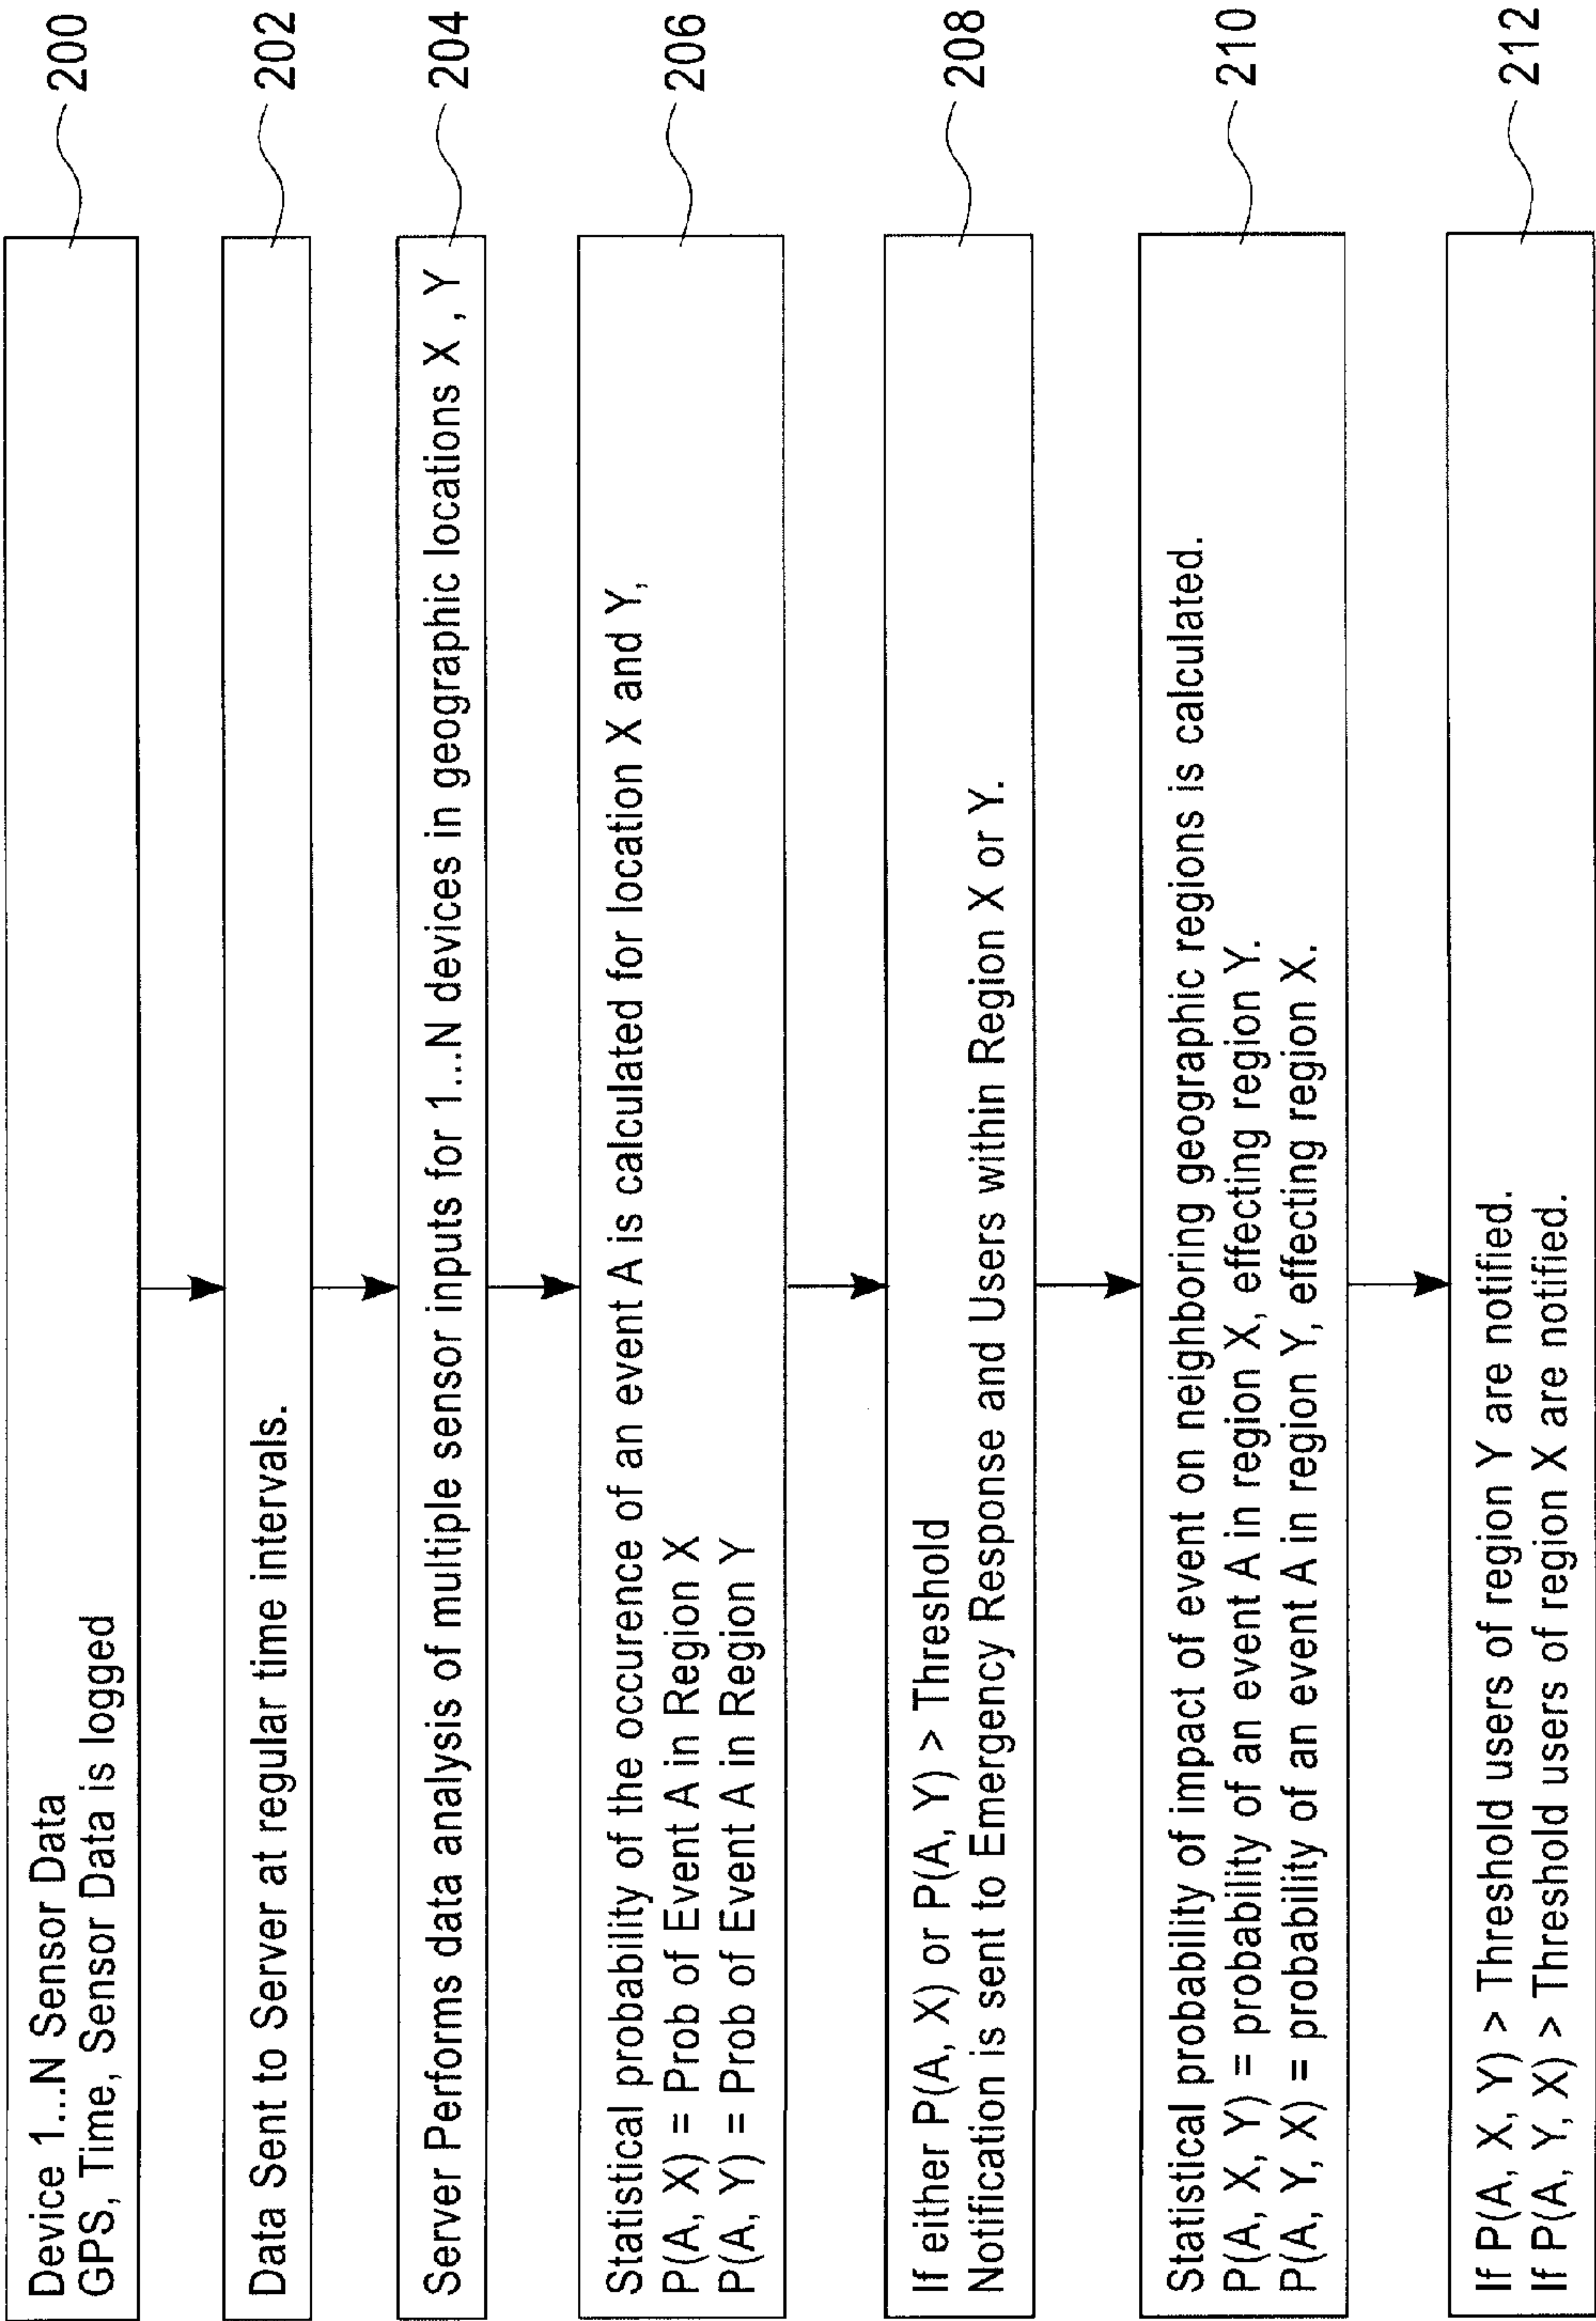 Device 1...N Sensor Data
GPS, Time, Sensor Data is logged
200
Data Sent to Server at regular time intervals.
202
Server Performs data analysis of multiple sensor inputs for 1...N devices in geographic locations X , Y
204
Statistical probability of the occurence of an event A is calculated for location X and Y,
P(A, X) = Prob of Event A in Region X
P(A, Y) = Prob of Event A in Region Y
206
If either P(A, X) or P(A, Y) > Threshold
Notification is sent to Emergency Response and Users within Region X or Y.
208
Statistical probability of impact of event on neighboring geographic regions is calculated.
P(A, X, Y) = probability of an event A in region X, effecting region Y.
P(A, Y, X) = probability of an event A in region Y, effecting region X.
210
If P(A, X, Y) > Threshold users of region Y are notified.
If P(A, Y, X) > Threshold users of region X are notified.
212